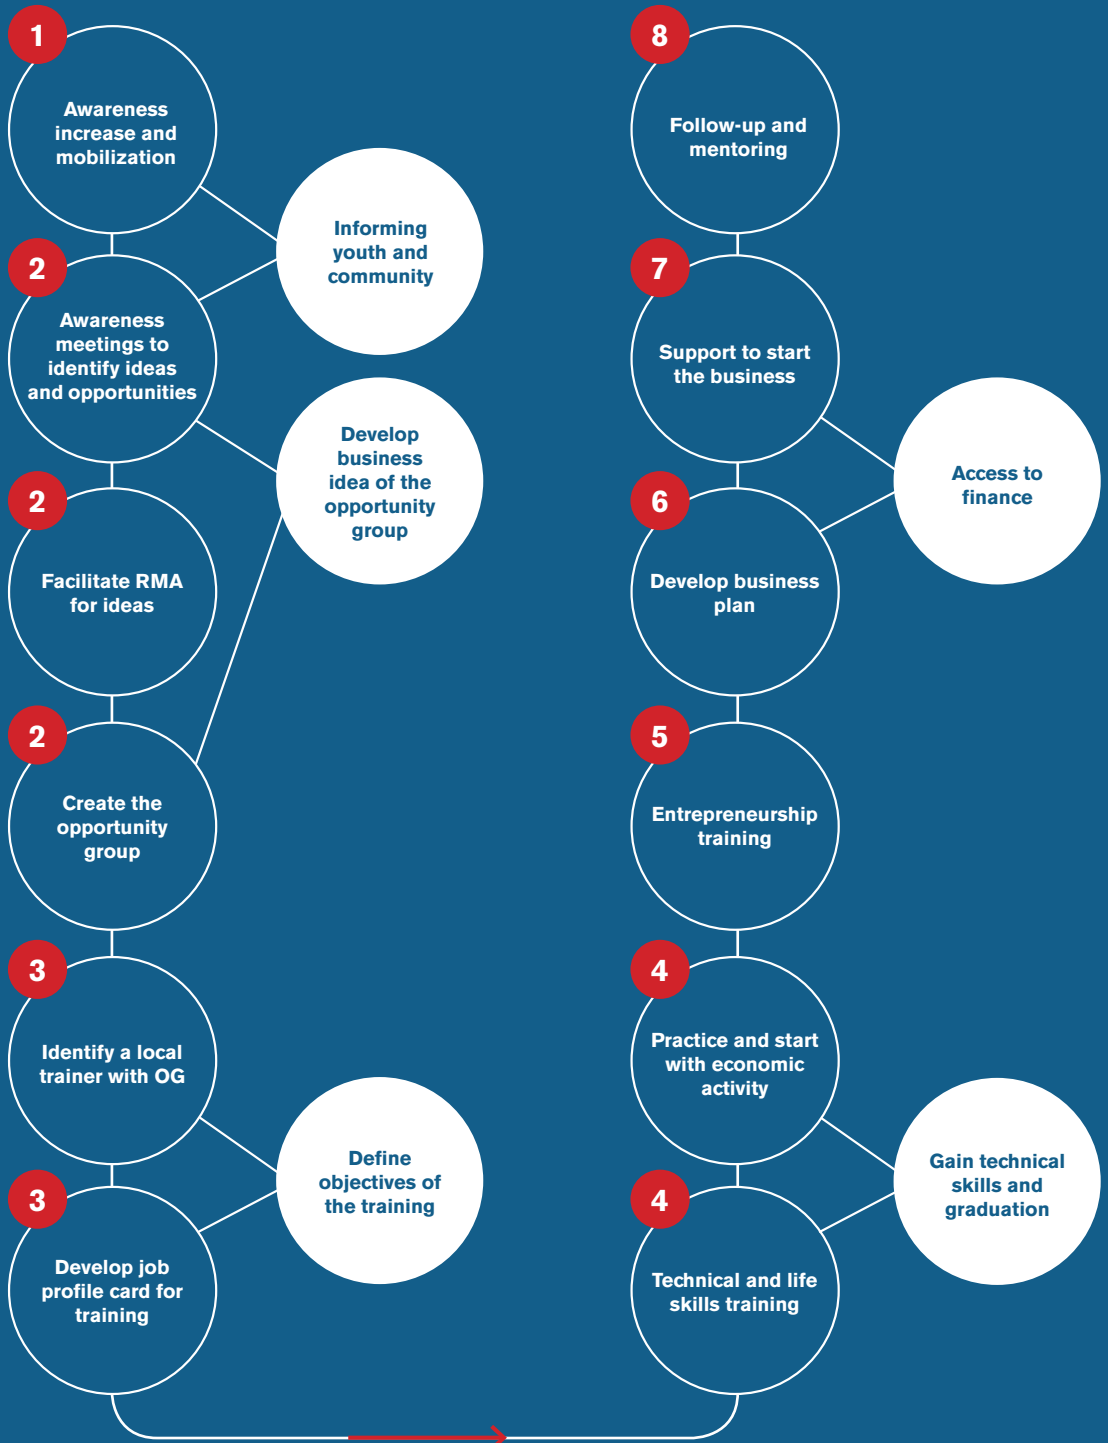 1
Awareness
increase and
mobilization
Informing
youth and
community
2
Awareness
meetings to
identify ideas
and opportunities
Develop
business
idea of the
opportunity
group
2
Facilitate RMA
for ideas
2
Create the
opportunity
group
3
Identify a local
trainer with OG
Define
objectives of
the training
3
Develop job
profile card for
training
8
Follow-up and
mentoring
7
Support to start
the business
Access to
finance
6
Develop business
plan
5
Entrepreneurship
training
4
Practice and start
with economic
activity
Gain technical
skills and
graduation
4
Technical and life
skills training